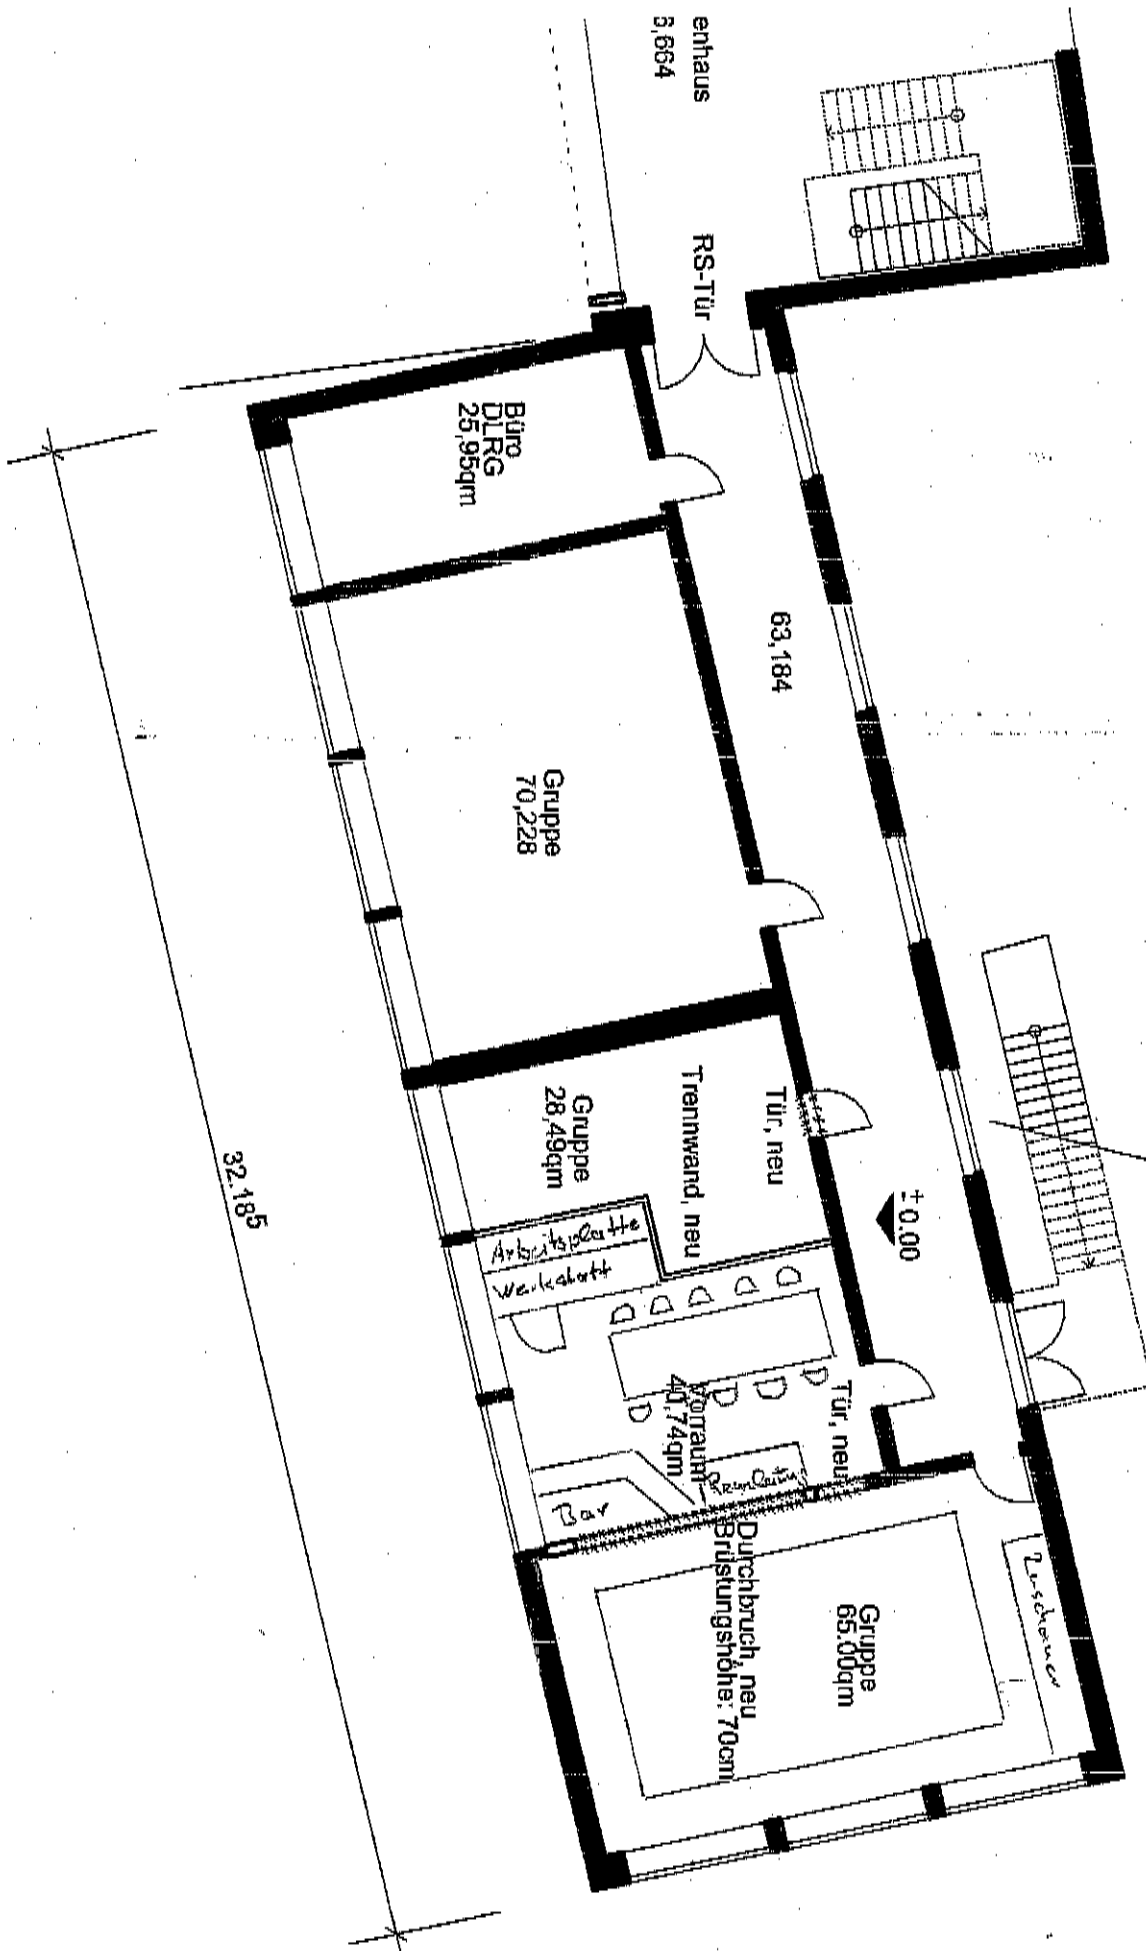 enhaus
8,664
RS-Tür
Büro
DLRG
25,95qm
63,184
Gruppe
70,228
Gruppe
28,49qm
Trennwand, neu
Tür, neu
± 0.00
32.18⁵
Arbeitsplatte
Werkstatt
Vorraum
40,74qm
Tür, neu
Bar
Durchbruch, neu
Brüstungshöhe: 70cm
Gruppe
65.00qm
Zuschauer